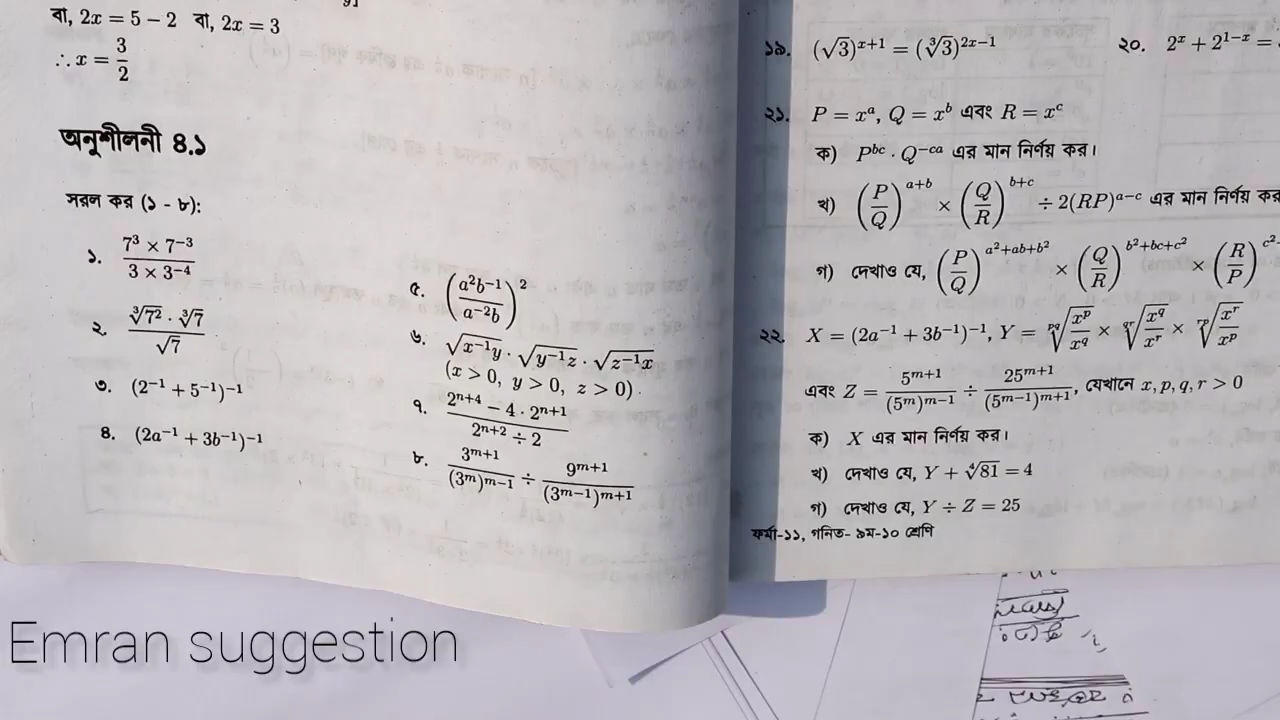 বা, 2x = 5 − 2 বা, 2x = 3
∴ x = 3/2
অনুশীলনী ৪.১
সরল কর (১ - ৮):
১. (7³ × 7⁻³)/(3 × 3⁻⁴)
২. (∛7² · ∛7)/√7
৩. (2⁻¹ + 5⁻¹)⁻¹
৪. (2a⁻¹ + 3b⁻¹)⁻¹
৫. (a²b⁻¹/a⁻²b)²
৬. √(x⁻¹y) · √(y⁻¹z) · √(z⁻¹x)
(x > 0, y > 0, z > 0).
৭. (2ⁿ⁺⁴ − 4 · 2ⁿ⁺¹)/(2ⁿ⁺² ÷ 2)
৮. 3ᵐ⁺¹/(3ᵐ)ᵐ⁻¹ ÷ 9ᵐ⁺¹/(3ᵐ⁻¹)ᵐ⁺¹
১৯. (√3)ˣ⁺¹ = (∛3)²ˣ⁻¹ ২০. 2ˣ + 2¹⁻ˣ =
২১. P = xᵃ, Q = xᵇ এবং R = xᶜ
ক) Pᵇᶜ · Q⁻ᶜᵃ এর মান নির্ণয় কর।
খ) (P/Q)ᵃ⁺ᵇ × (Q/R)ᵇ⁺ᶜ ÷ 2(RP)ᵃ⁻ᶜ এর মান নির্ণয় কর
গ) দেখাও যে, (P/Q)^(a²+ab+b²) × (Q/R)^(b²+bc+c²) × (R/P)^(c²
২২. X = (2a⁻¹ + 3b⁻¹)⁻¹, Y = ᵖ𐞥√(xᵖ/x𐞥) × 𐞥ʳ√(x𐞥/xʳ) × ʳᵖ√(xʳ/xᵖ)
এবং Z = 5ᵐ⁺¹/(5ᵐ)ᵐ⁻¹ ÷ 25ᵐ⁺¹/(5ᵐ⁻¹)ᵐ⁺¹, যেখানে x, p, q, r > 0
ক) X এর মান নির্ণয় কর।
খ) দেখাও যে, Y + ∜81 = 4
গ) দেখাও যে, Y ÷ Z = 25
ফর্মা-১১, গণিত- ৯ম-১০ শ্রেণি
Emran suggestion